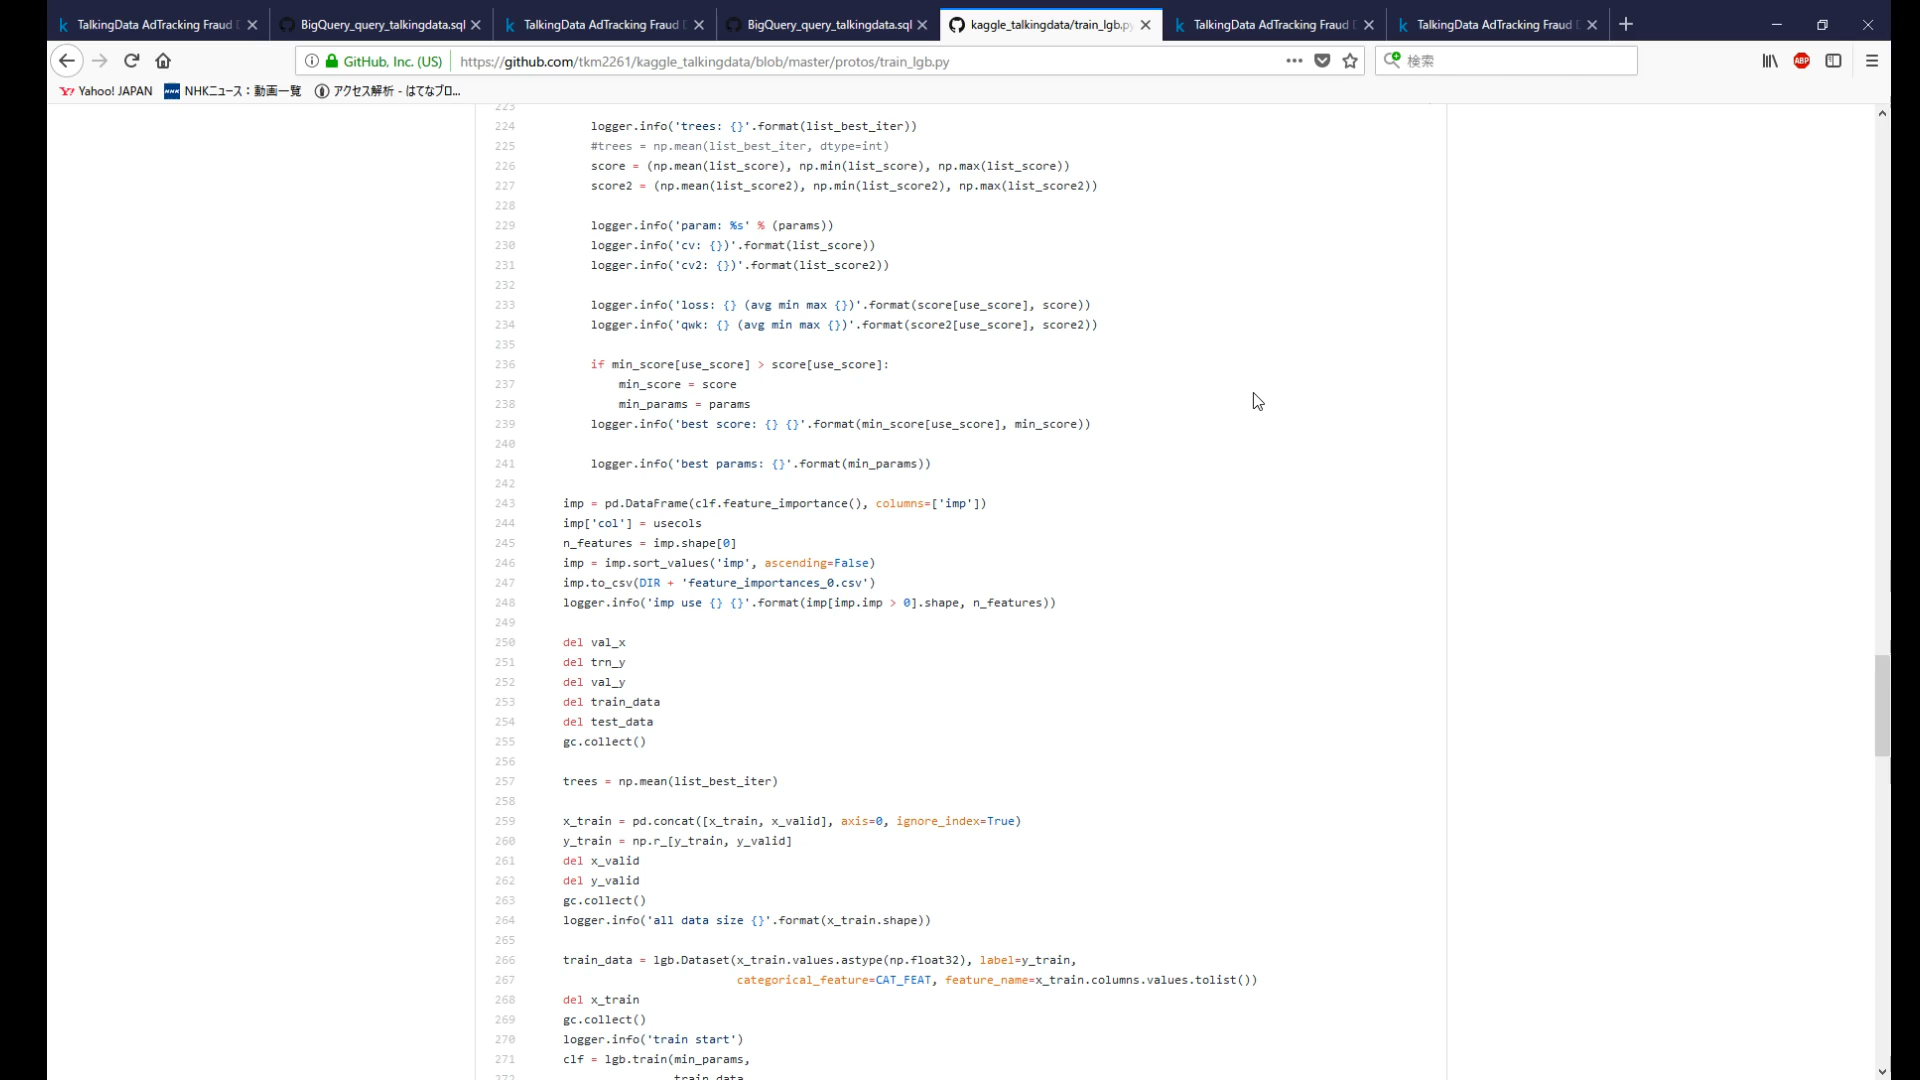 TalkingData AdTracking Fraud
BigQuery_query_talkingdata.sql
TalkingData AdTracking Fraud
BigQuery_query_talkingdata.sql
kaggle_talkingdata/train_lgb.py
TalkingData AdTracking Fraud
TalkingData AdTracking Fraud
GitHub, Inc. (US)
https://github.com/tkm2261/kaggle_talkingdata/blob/master/protos/train_lgb.py
検索
ABP
Yahoo! JAPAN
NHKニュース：動画一覧
アクセス解析 - はてなブロ...
223
224 logger.info('trees: {}'.format(list_best_iter))
225 #trees = np.mean(list_best_iter, dtype=int)
226 score = (np.mean(list_score), np.min(list_score), np.max(list_score))
227 score2 = (np.mean(list_score2), np.min(list_score2), np.max(list_score2))
228
229 logger.info('param: %s' % (params))
230 logger.info('cv: {})'.format(list_score))
231 logger.info('cv2: {})'.format(list_score2))
232
233 logger.info('loss: {} (avg min max {})'.format(score[use_score], score))
234 logger.info('qwk: {} (avg min max {})'.format(score2[use_score], score2))
235
236 if min_score[use_score] > score[use_score]:
237 min_score = score
238 min_params = params
239 logger.info('best score: {} {}'.format(min_score[use_score], min_score))
240
241 logger.info('best params: {}'.format(min_params))
242
243 imp = pd.DataFrame(clf.feature_importance(), columns=['imp'])
244 imp['col'] = usecols
245 n_features = imp.shape[0]
246 imp = imp.sort_values('imp', ascending=False)
247 imp.to_csv(DIR + 'feature_importances_0.csv')
248 logger.info('imp use {} {}'.format(imp[imp.imp > 0].shape, n_features))
249
250 del val_x
251 del trn_y
252 del val_y
253 del train_data
254 del test_data
255 gc.collect()
256
257 trees = np.mean(list_best_iter)
258
259 x_train = pd.concat([x_train, x_valid], axis=0, ignore_index=True)
260 y_train = np.r_[y_train, y_valid]
261 del x_valid
262 del y_valid
263 gc.collect()
264 logger.info('all data size {}'.format(x_train.shape))
265
266 train_data = lgb.Dataset(x_train.values.astype(np.float32), label=y_train,
267 categorical_feature=CAT_FEAT, feature_name=x_train.columns.values.tolist())
268 del x_train
269 gc.collect()
270 logger.info('train start')
271 clf = lgb.train(min_params,
272 train_data,